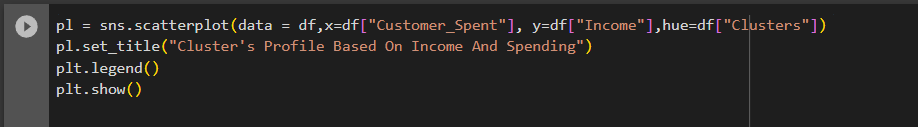 pl = sns.scatterplot(data = df,x=df["Customer_Spent"], y=df["Income"],hue=df["Clusters"])
pl.set_title("Cluster's Profile Based On Income And Spending")
plt.legend()
plt.show()